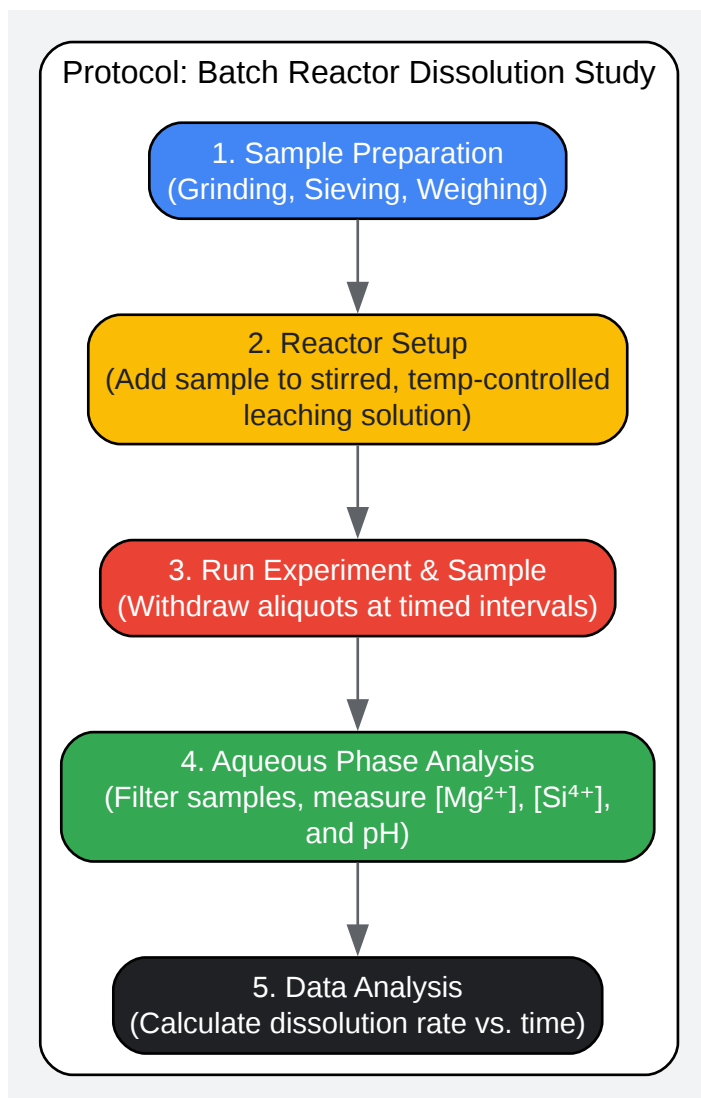 Protocol: Batch Reactor Dissolution Study
1. Sample Preparation
(Grinding, Sieving, Weighing)
2. Reactor Setup
(Add sample to stirred, temp-controlled
leaching solution)
3. Run Experiment & Sample
(Withdraw aliquots at timed intervals)
4. Aqueous Phase Analysis
(Filter samples, measure [Mg²⁺], [Si⁴⁺],
and pH)
5. Data Analysis
(Calculate dissolution rate vs. time)